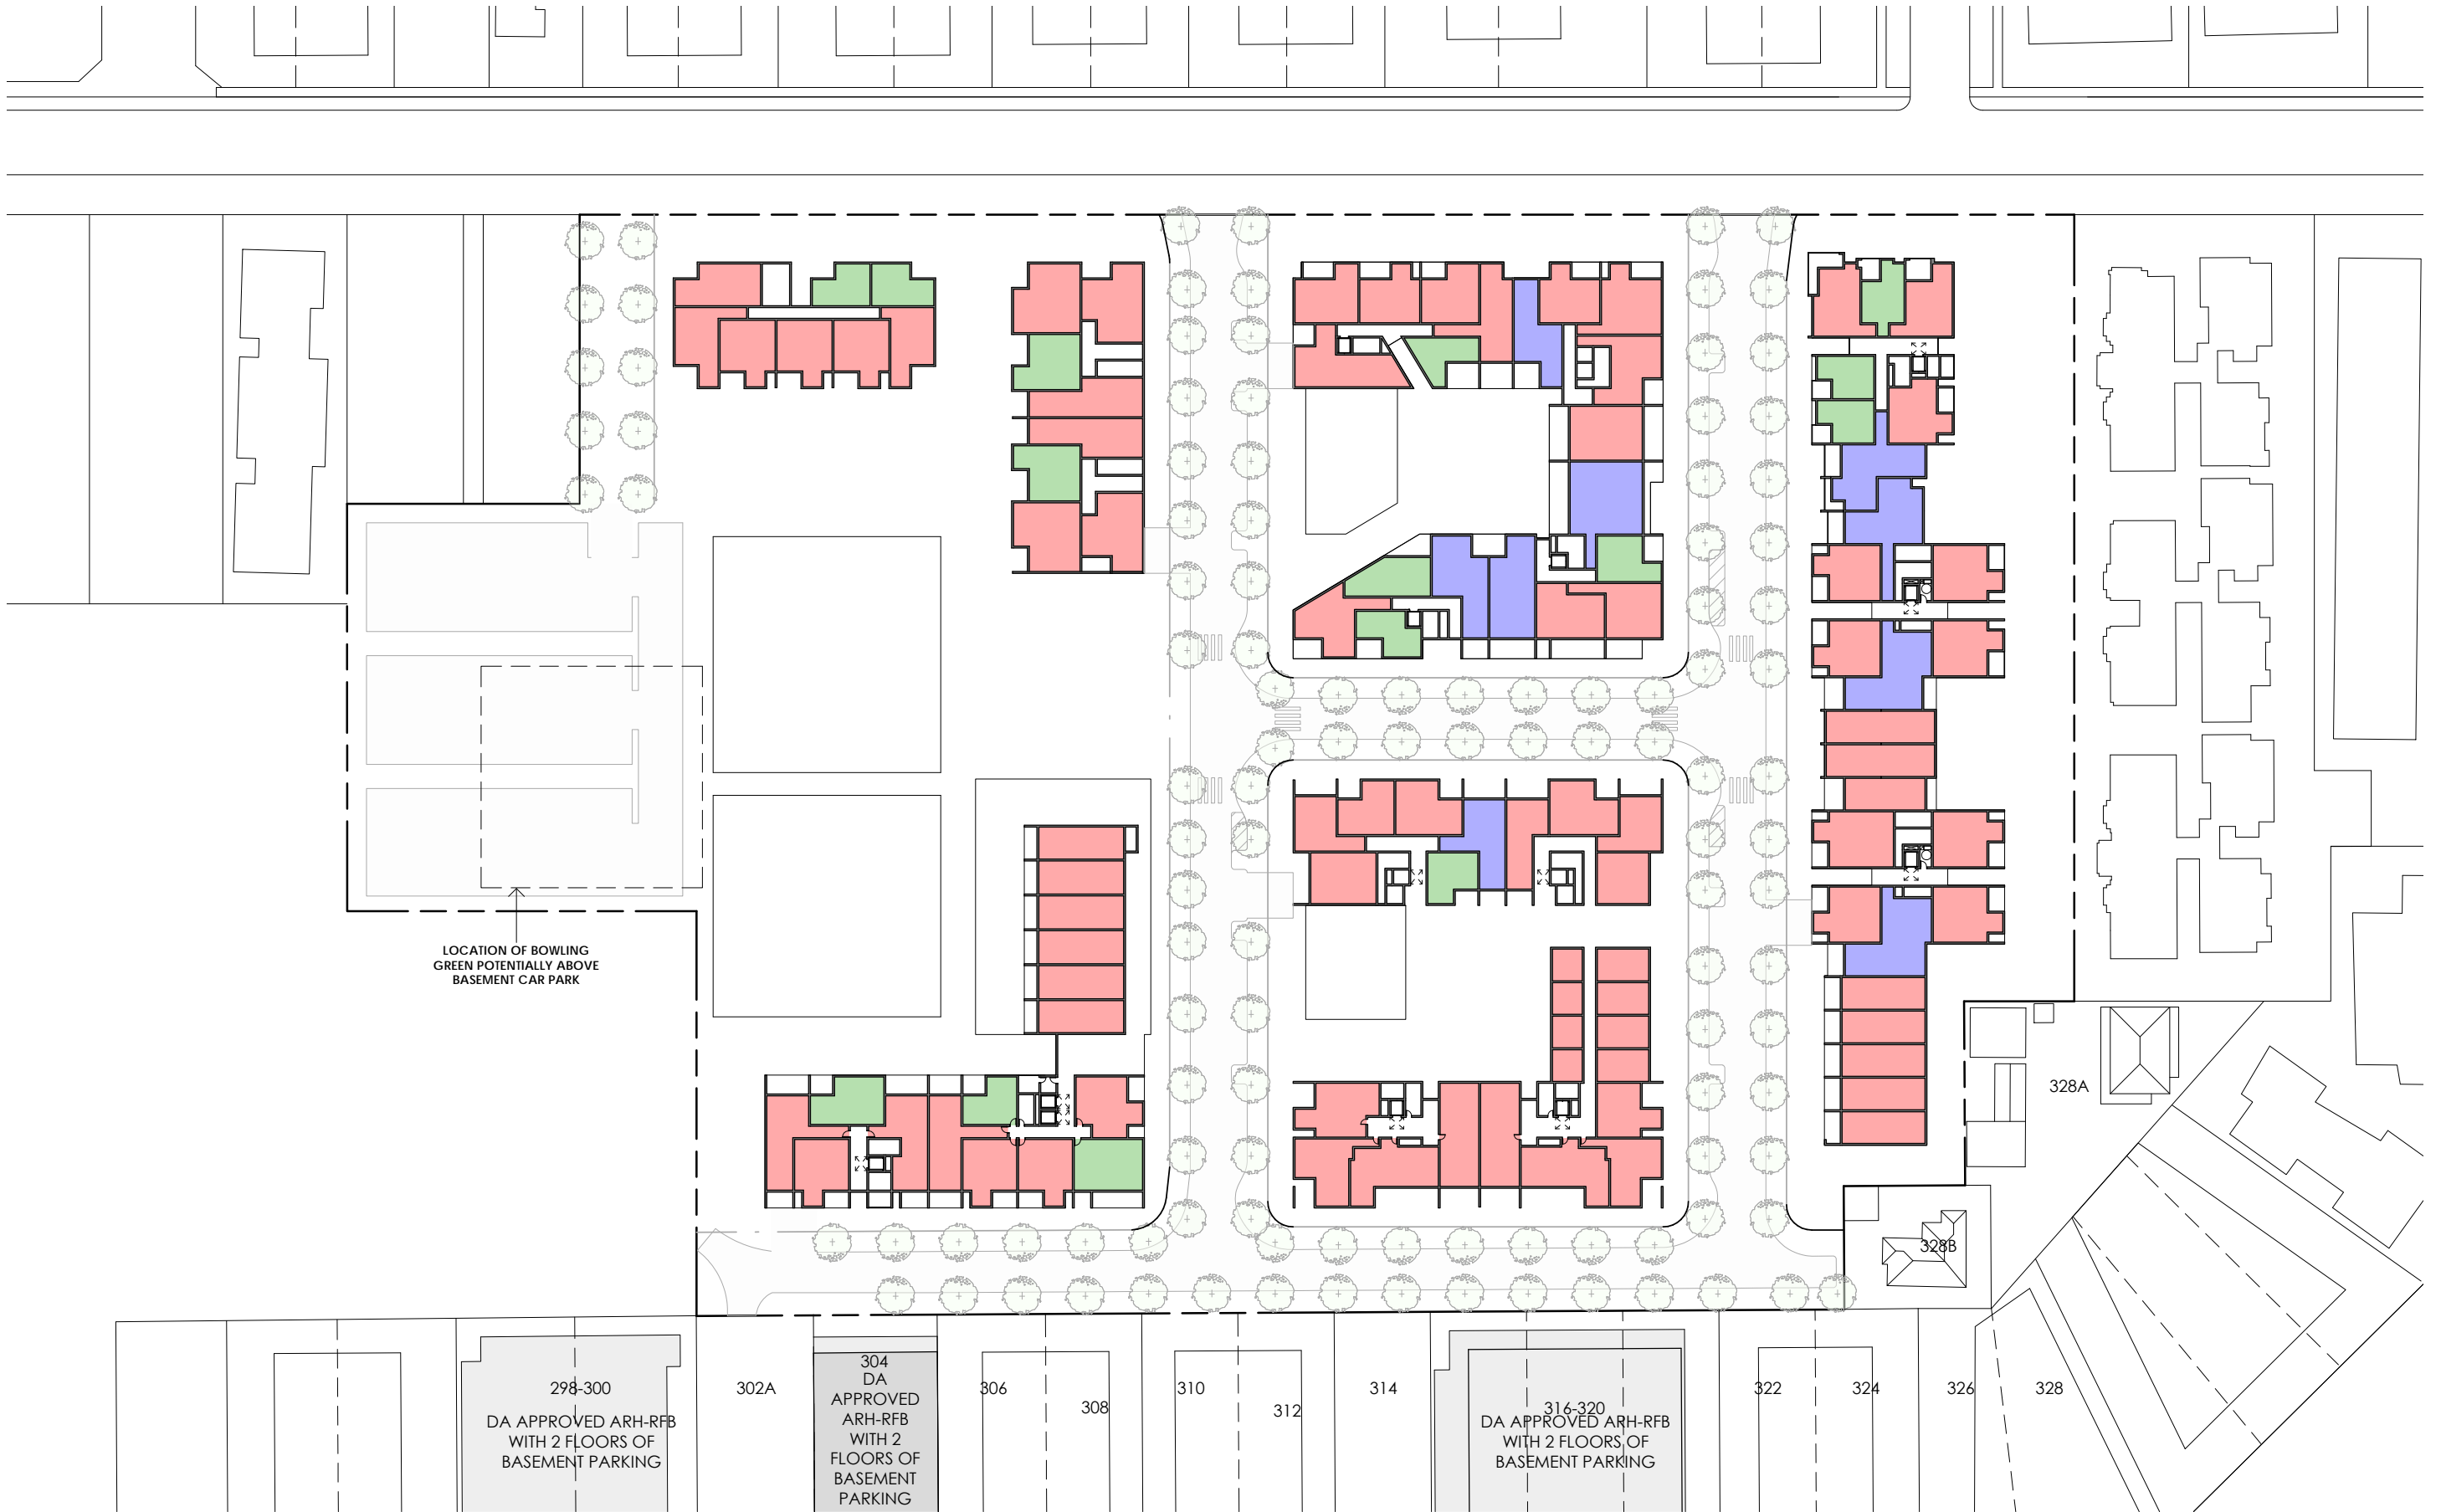 LOCATION OF BOWLING
GREEN POTENTIALLY ABOVE
BASEMENT CAR PARK
328A
328B
298-300
DA APPROVED ARH-RFB
WITH 2 FLOORS OF
BASEMENT PARKING
302A
304
DA
APPROVED
ARH-RFB
WITH 2
FLOORS OF
BASEMENT
PARKING
306
308
310
312
314
316-320
DA APPROVED ARH-RFB
WITH 2 FLOORS OF
BASEMENT PARKING
322
324
326
328